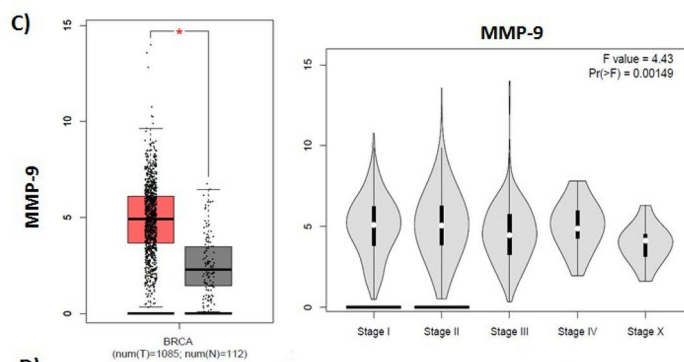 C)
MMP-9
15
10
5
0
*
BRCA
(num(T)=1085; num(N)=112)
MMP-9
F value = 4.43
Pr(>F) = 0.00149
15
10
5
0
Stage I
Stage II
Stage III
Stage IV
Stage X